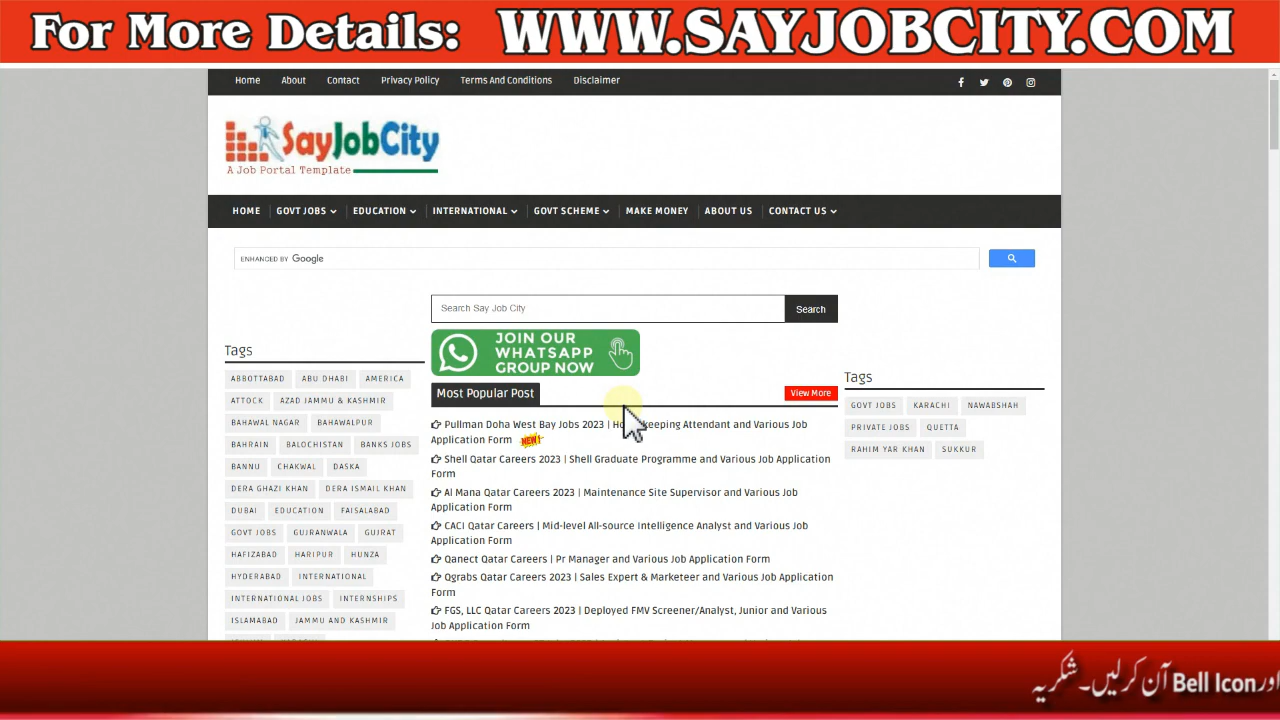 For More Details: WWW.SAYJOBCITY.COM
Home About Contact Privacy Policy Terms And Conditions Disclaimer
SayJobCity
A Job Portal Template
HOME GOVT JOBS EDUCATION INTERNATIONAL GOVT SCHEME MAKE MONEY ABOUT US CONTACT US
ENHANCED BY Google
Search Say Job City Search
JOIN OUR
WHATSAPP
GROUP NOW
Tags
ABBOTTABAD ABU DHABI AMERICA
ATTOCK AZAD JAMMU & KASHMIR
BAHAWAL NAGAR BAHAWALPUR
BAHRAIN BALOCHISTAN BANKS JOBS
BANNU CHAKWAL DASKA
DERA GHAZI KHAN DERA ISMAIL KHAN
DUBAI EDUCATION FAISALABAD
GOVT JOBS GUJRANWALA GUJRAT
HAFIZABAD HARIPUR HUNZA
HYDERABAD INTERNATIONAL
INTERNATIONAL JOBS INTERNSHIPS
ISLAMABAD JAMMU AND KASHMIR
Most Popular Post View More
Pullman Doha West Bay Jobs 2023 | Attendant and Various Job
Application Form NEW!
Shell Qatar Careers 2023 | Shell Graduate Programme and Various Job Application
Form
Al Mana Qatar Careers 2023 | Maintenance Site Supervisor and Various Job
Application Form
CACI Qatar Careers | Mid-level All-source Intelligence Analyst and Various Job
Application Form
Qanect Qatar Careers | Pr Manager and Various Job Application Form
Qgrabs Qatar Careers 2023 | Sales Expert & Marketeer and Various Job Application
Form
FGS, LLC Qatar Careers 2023 | Deployed FMV Screener/Analyst, Junior and Various
Job Application Form
Tags
GOVT JOBS KARACHI NAWABSHAH
PRIVATE JOBS QUETTA
RAHIM YAR KHAN SUKKUR
اور Bell Icon آن کرلیں۔شکریہ